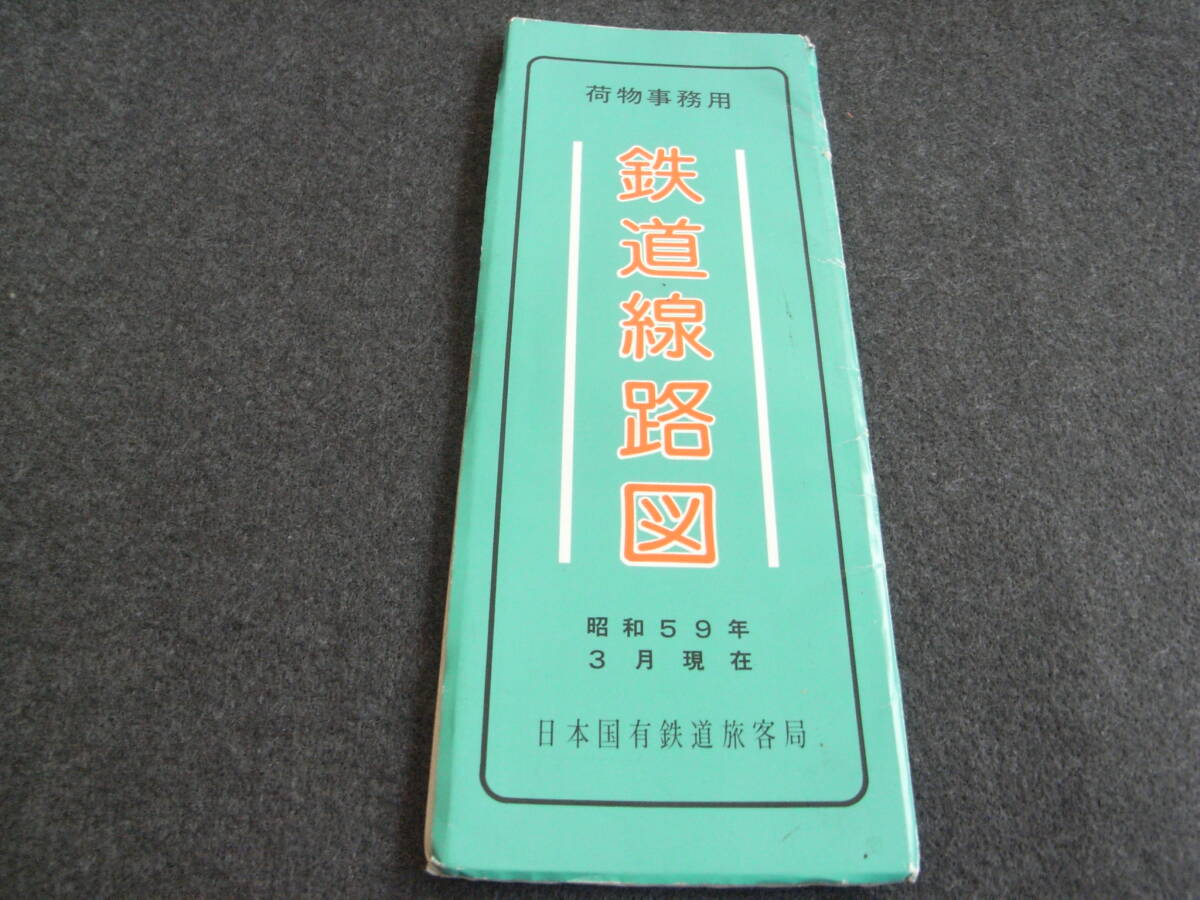 荷物事務用
鉄道線路図
昭和59年
3月現在
日本国有鉄道旅客局